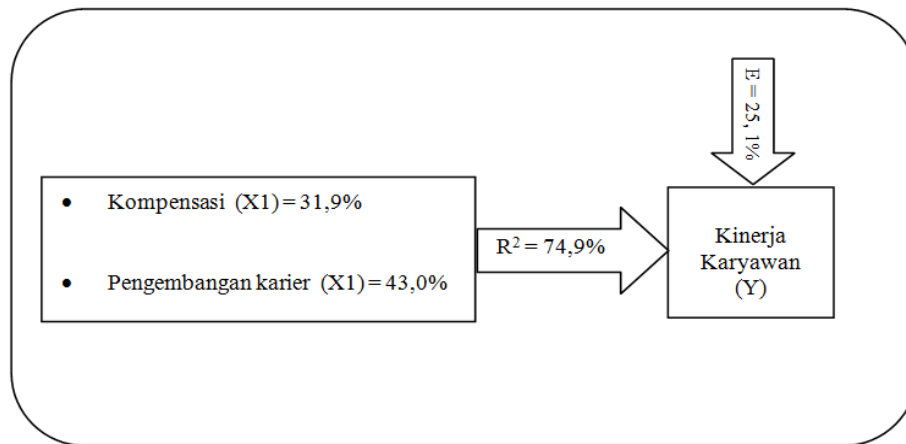 E = 25, 1%
• Kompensasi (X1) = 31,9%
• Pengembangan karier (X1) = 43,0%
R² = 74,9%
Kinerja
Karyawan
(Y)